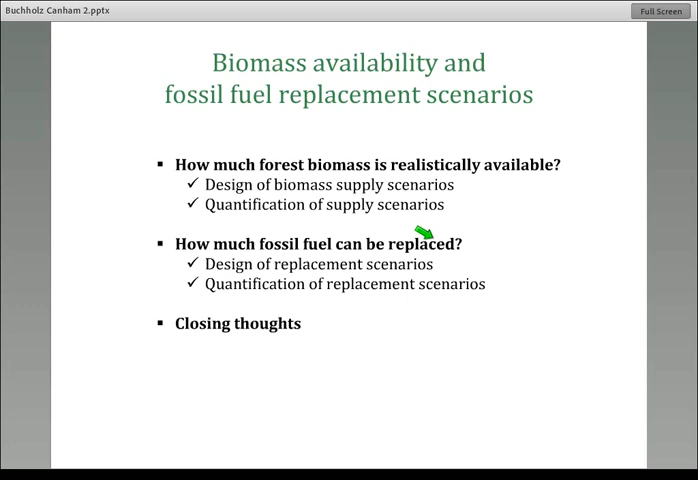 Buchholz Canham 2.pptx
Full Screen
Biomass availability and
fossil fuel replacement scenarios
▪ How much forest biomass is realistically available?
✓ Design of biomass supply scenarios
✓ Quantification of supply scenarios
▪ How much fossil fuel can be replaced?
✓ Design of replacement scenarios
✓ Quantification of replacement scenarios
▪ Closing thoughts